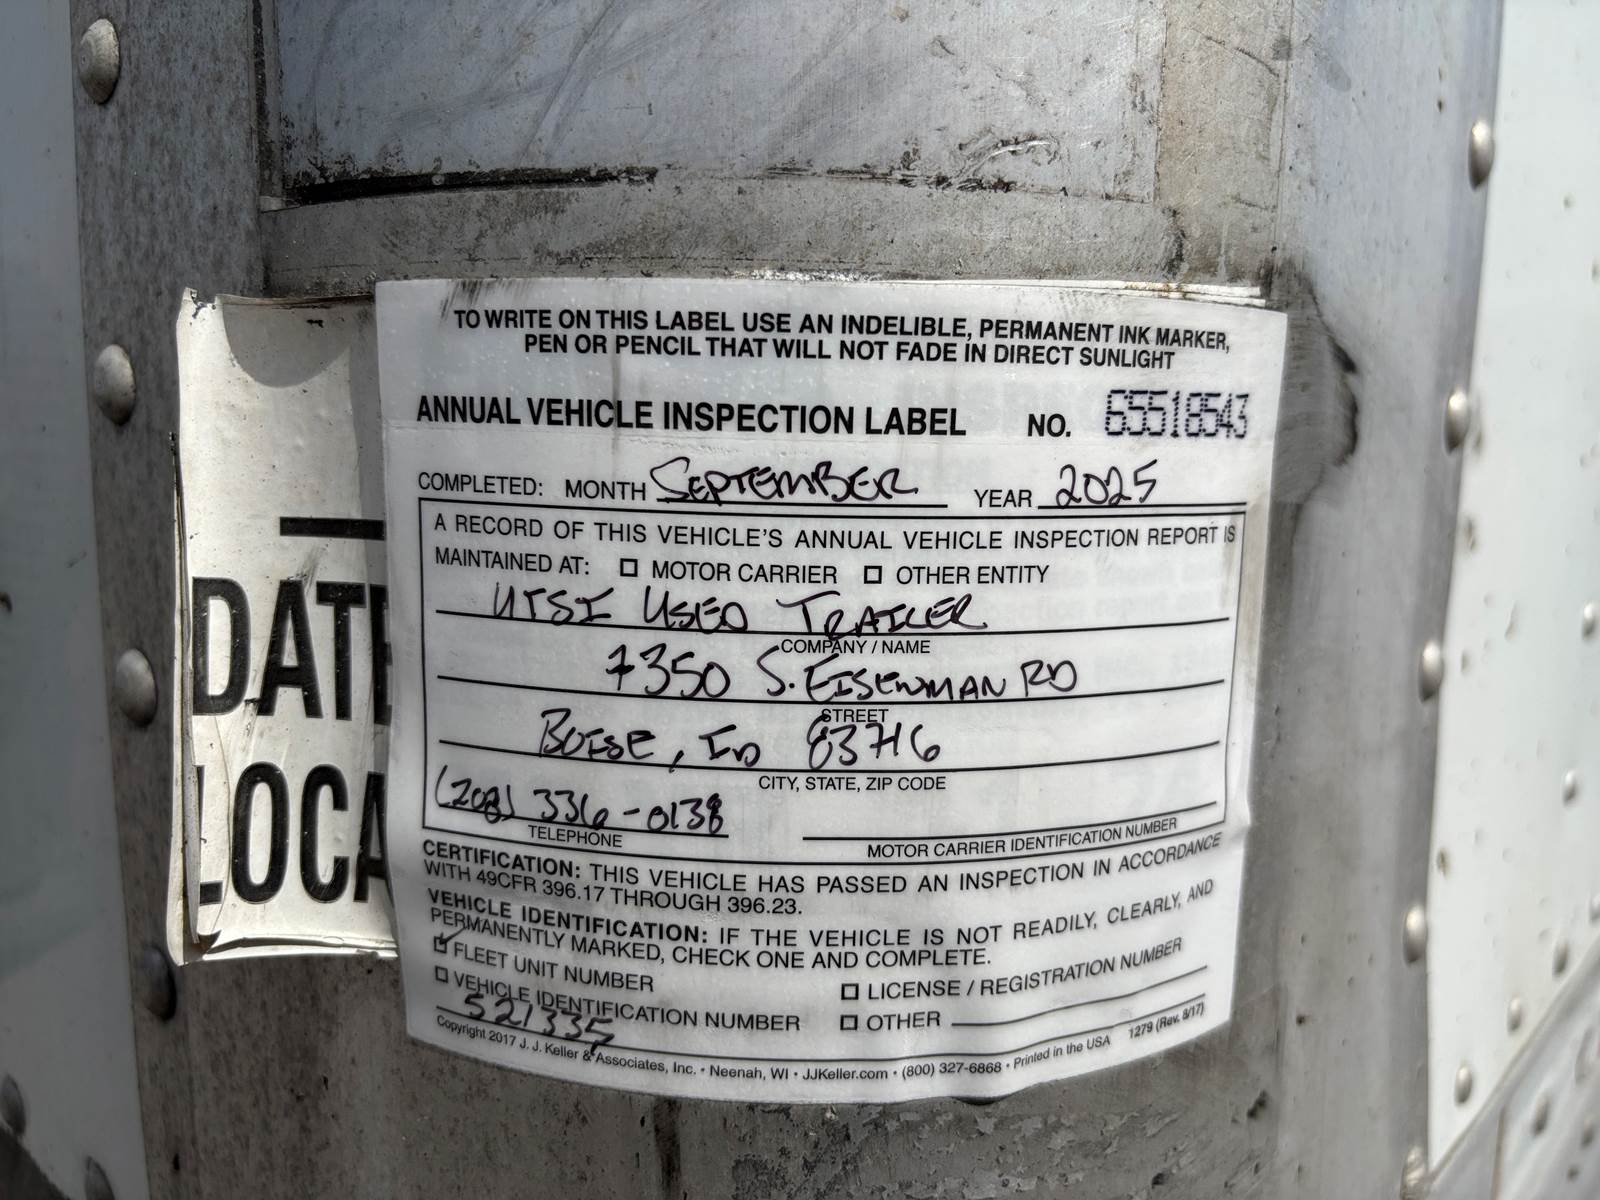 TO WRITE ON THIS LABEL USE AN INDELIBLE, PERMANENT INK MARKER,
PEN OR PENCIL THAT WILL NOT FADE IN DIRECT SUNLIGHT
ANNUAL VEHICLE INSPECTION LABEL NO. 65518543
COMPLETED: MONTH SEPTEMBER YEAR 2025
A RECORD OF THIS VEHICLE'S ANNUAL VEHICLE INSPECTION REPORT IS
MAINTAINED AT: ☐ MOTOR CARRIER ☐ OTHER ENTITY
UTSI USED TRAILER
COMPANY / NAME
7350 S. EISENMAN RD
STREET
BOISE, ID 83716
CITY, STATE, ZIP CODE
(208) 336-0138
TELEPHONE
MOTOR CARRIER IDENTIFICATION NUMBER
CERTIFICATION: THIS VEHICLE HAS PASSED AN INSPECTION IN ACCORDANCE
WITH 49CFR 396.17 THROUGH 396.23.
VEHICLE IDENTIFICATION: IF THE VEHICLE IS NOT READILY, CLEARLY, AND
PERMANENTLY MARKED, CHECK ONE AND COMPLETE.
☑ FLEET UNIT NUMBER ☐ LICENSE / REGISTRATION NUMBER
☐ VEHICLE IDENTIFICATION NUMBER ☐ OTHER
521335
Copyright 2017 J. J. Keller & Associates, Inc. • Neenah, WI • JJKeller.com • (800) 327-6868 • Printed in the USA 1279 (Rev. 8/17)
DATE
LOCA